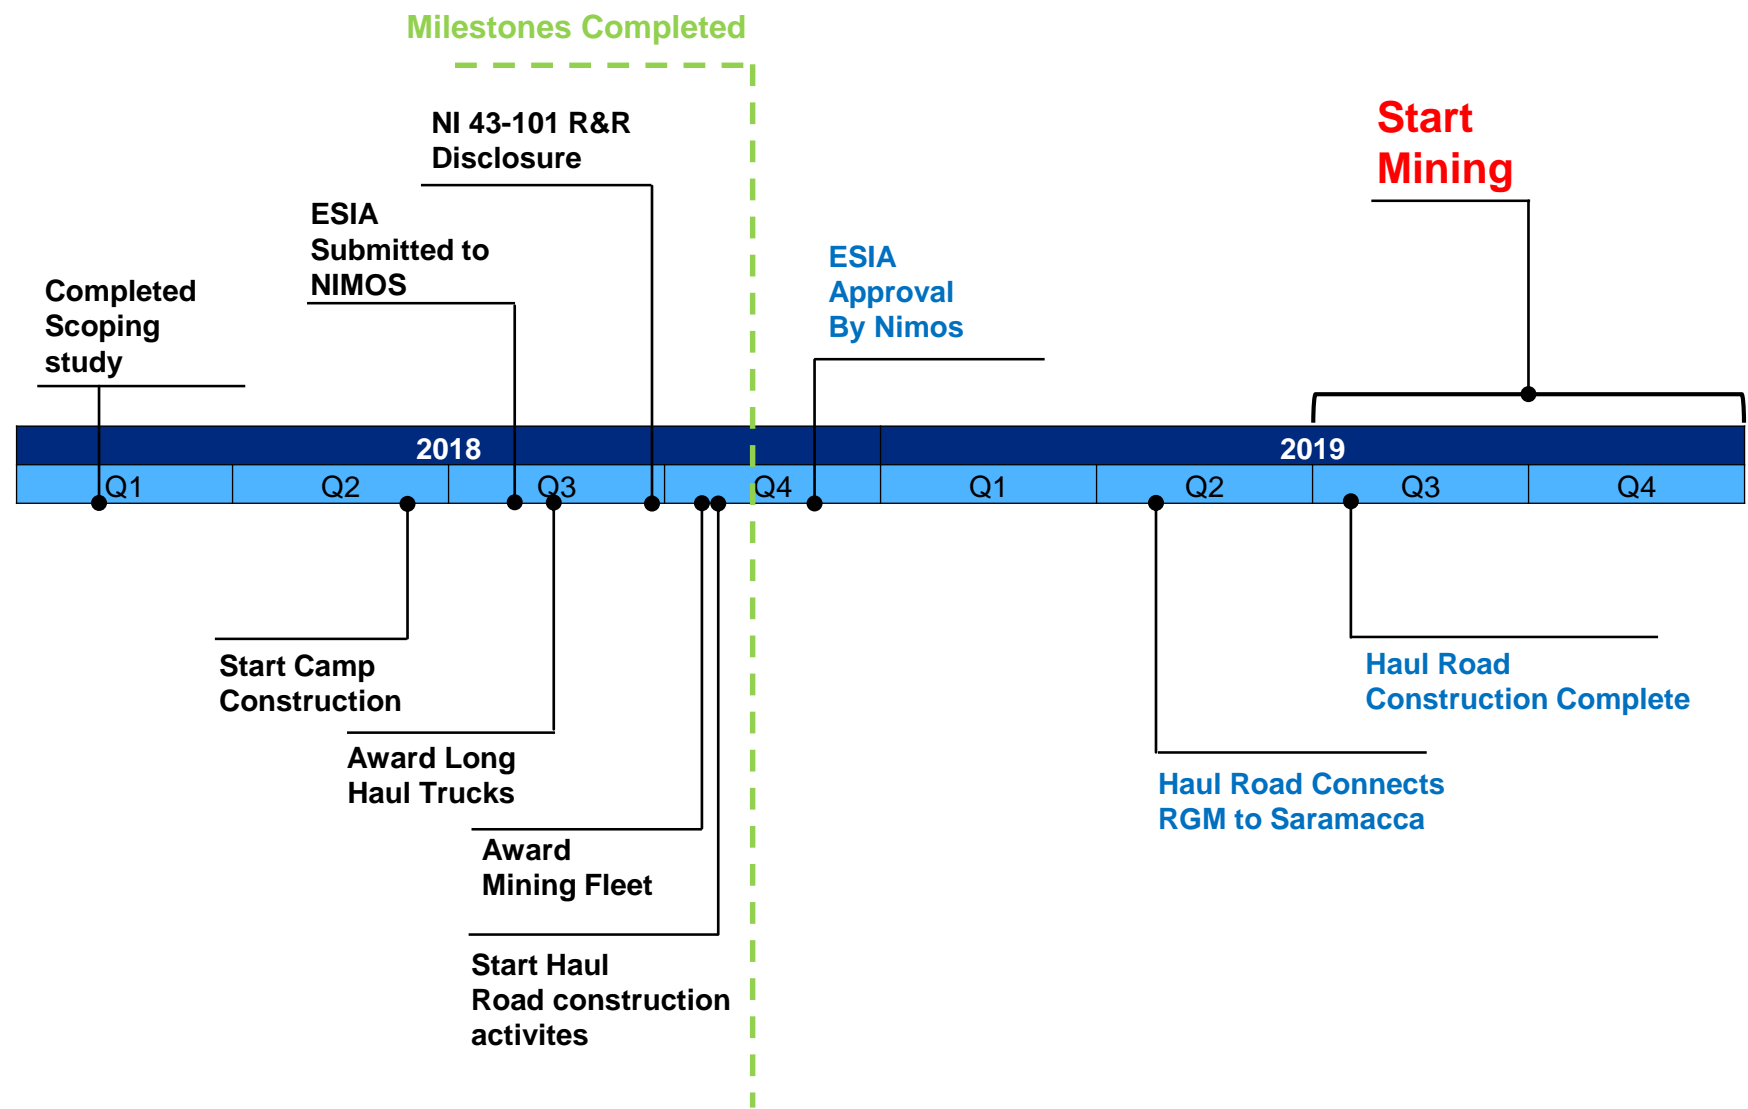 Milestones Completed
NI 43-101 R&R
Disclosure
Start
Mining
ESIA
Submitted to
NIMOS
ESIA
Approval
By Nimos
Completed
Scoping
study
2018
2019
Q1
Q2
Q3
Q4
Q1
Q2
Q3
Q4
Start Camp
Construction
Haul Road
Construction Complete
Award Long
Haul Trucks
Haul Road Connects
RGM to Saramacca
Award
Mining Fleet
Start Haul
Road construction
activites